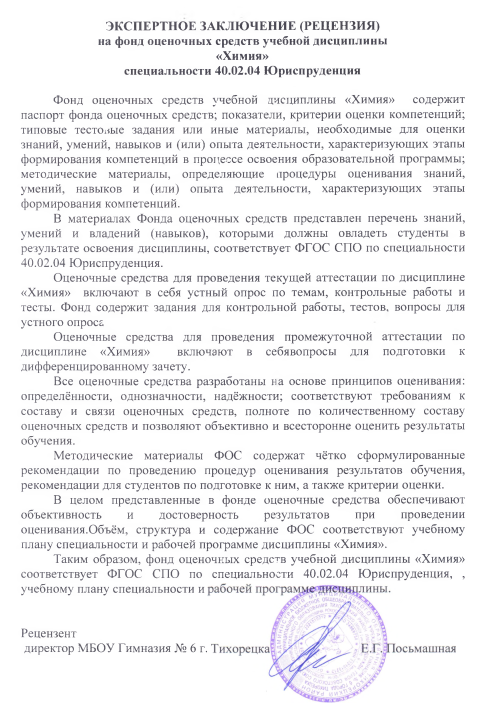 ЭКСПЕРТНОЕ ЗАКЛЮЧЕНИЕ (РЕЦЕНЗИЯ)
на фонд оценочных средств учебной дисциплины
«Химия»
специальности 40.02.04 Юриспруденция
Фонд оценочных средств учебной дисциплины «Химия» содержит
паспорт фонда оценочных средств; показатели, критерии оценки компетенций;
типовые тестовые задания или иные материалы, необходимые для оценки
знаний, умений, навыков и (или) опыта деятельности, характеризующих этапы
формирования компетенций в процессе освоения образовательной программы;
методические материалы, определяющие процедуры оценивания знаний,
умений, навыков и (или) опыта деятельности, характеризующих этапы
формирования компетенций.
В материалах Фонда оценочных средств представлен перечень знаний,
умений и владений (навыков), которыми должны овладеть студенты в
результате освоения дисциплины, соответствует ФГОС СПО по специальности
40.02.04 Юриспруденция.
Оценочные средства для проведения текущей аттестации по дисциплине
«Химия» включают в себя устный опрос по темам, контрольные работы и
тесты. Фонд содержит задания для контрольной работы, тестов, вопросы для
устного опроса
Оценочные средства для проведения промежуточной аттестации по
дисциплине «Химия» включают в себявопросы для подготовки к
дифференцированному зачету.
Все оценочные средства разработаны на основе принципов оценивания:
определённости, однозначности, надёжности; соответствуют требованиям к
составу и связи оценочных средств, полноте по количественному составу
оценочных средств и позволяют объективно и всесторонне оценить результаты
обучения.
Методические материалы ФОС содержат чётко сформулированные
рекомендации по проведению процедур оценивания результатов обучения,
рекомендации для студентов по подготовке к ним, а также критерии оценки.
В целом представленные в фонде оценочные средства обеспечивают
объективность и достоверность результатов при проведении
оценивания.Объём, структура и содержание ФОС соответствуют учебному
плану специальности и рабочей программе дисциплины «Химия».
Таким образом, фонд оценочных средств учебной дисциплины «Химия»
соответствует ФГОС СПО по специальности 40.02.04 Юриспруденция, ,
учебному плану специальности и рабочей программе дисциплины.
Рецензент
директор МБОУ Гимназия № 6 г. Тихорецка Е.Г. Посьмашная